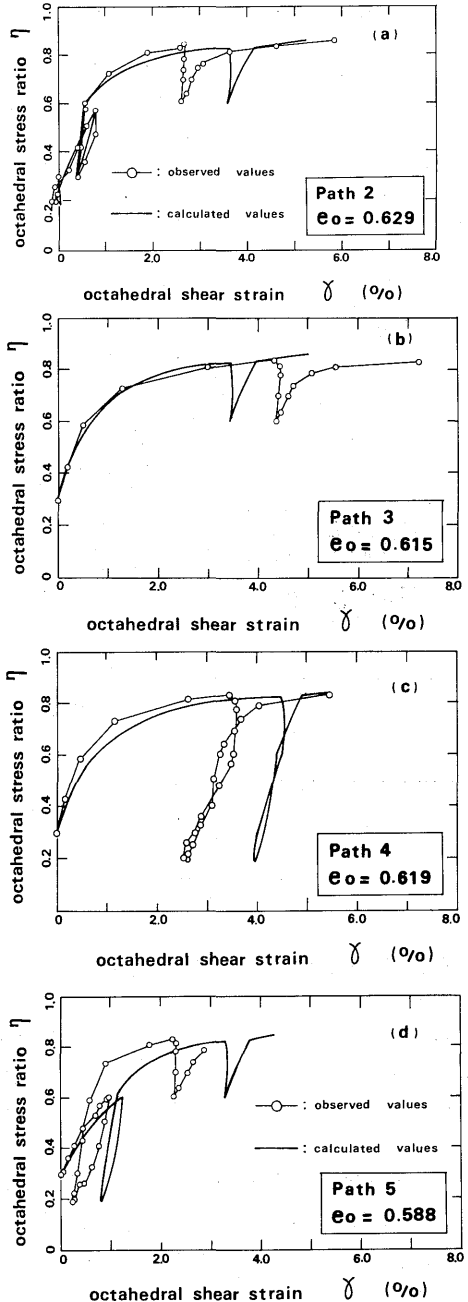 octahedral stress ratio η
1.0
0.8
0.6
0.4
0.2
0
(a)
: observed values
: calculated values
Path 2
eo = 0.629
0 2.0 4.0 6.0 8.0
octahedral shear strain γ (%)
octahedral stress ratio η
1.0
0.8
0.6
0.4
0.2
0
(b)
Path 3
eo = 0.615
0 2.0 4.0 6.0 8.0
octahedral shear strain γ (%)
octahedral stress ratio η
1.0
0.8
0.6
0.4
0.2
0
(c)
Path 4
eo = 0.619
0 2.0 4.0 6.0 8.0
octahedral shear strain γ (%)
octahedral stress ratio η
1.0
0.8
0.6
0.4
0.2
0
(d)
: observed values
: calculated values
Path 5
eo = 0.588
0 2.0 4.0 6.0 8.0
octahedral shear strain γ (%)